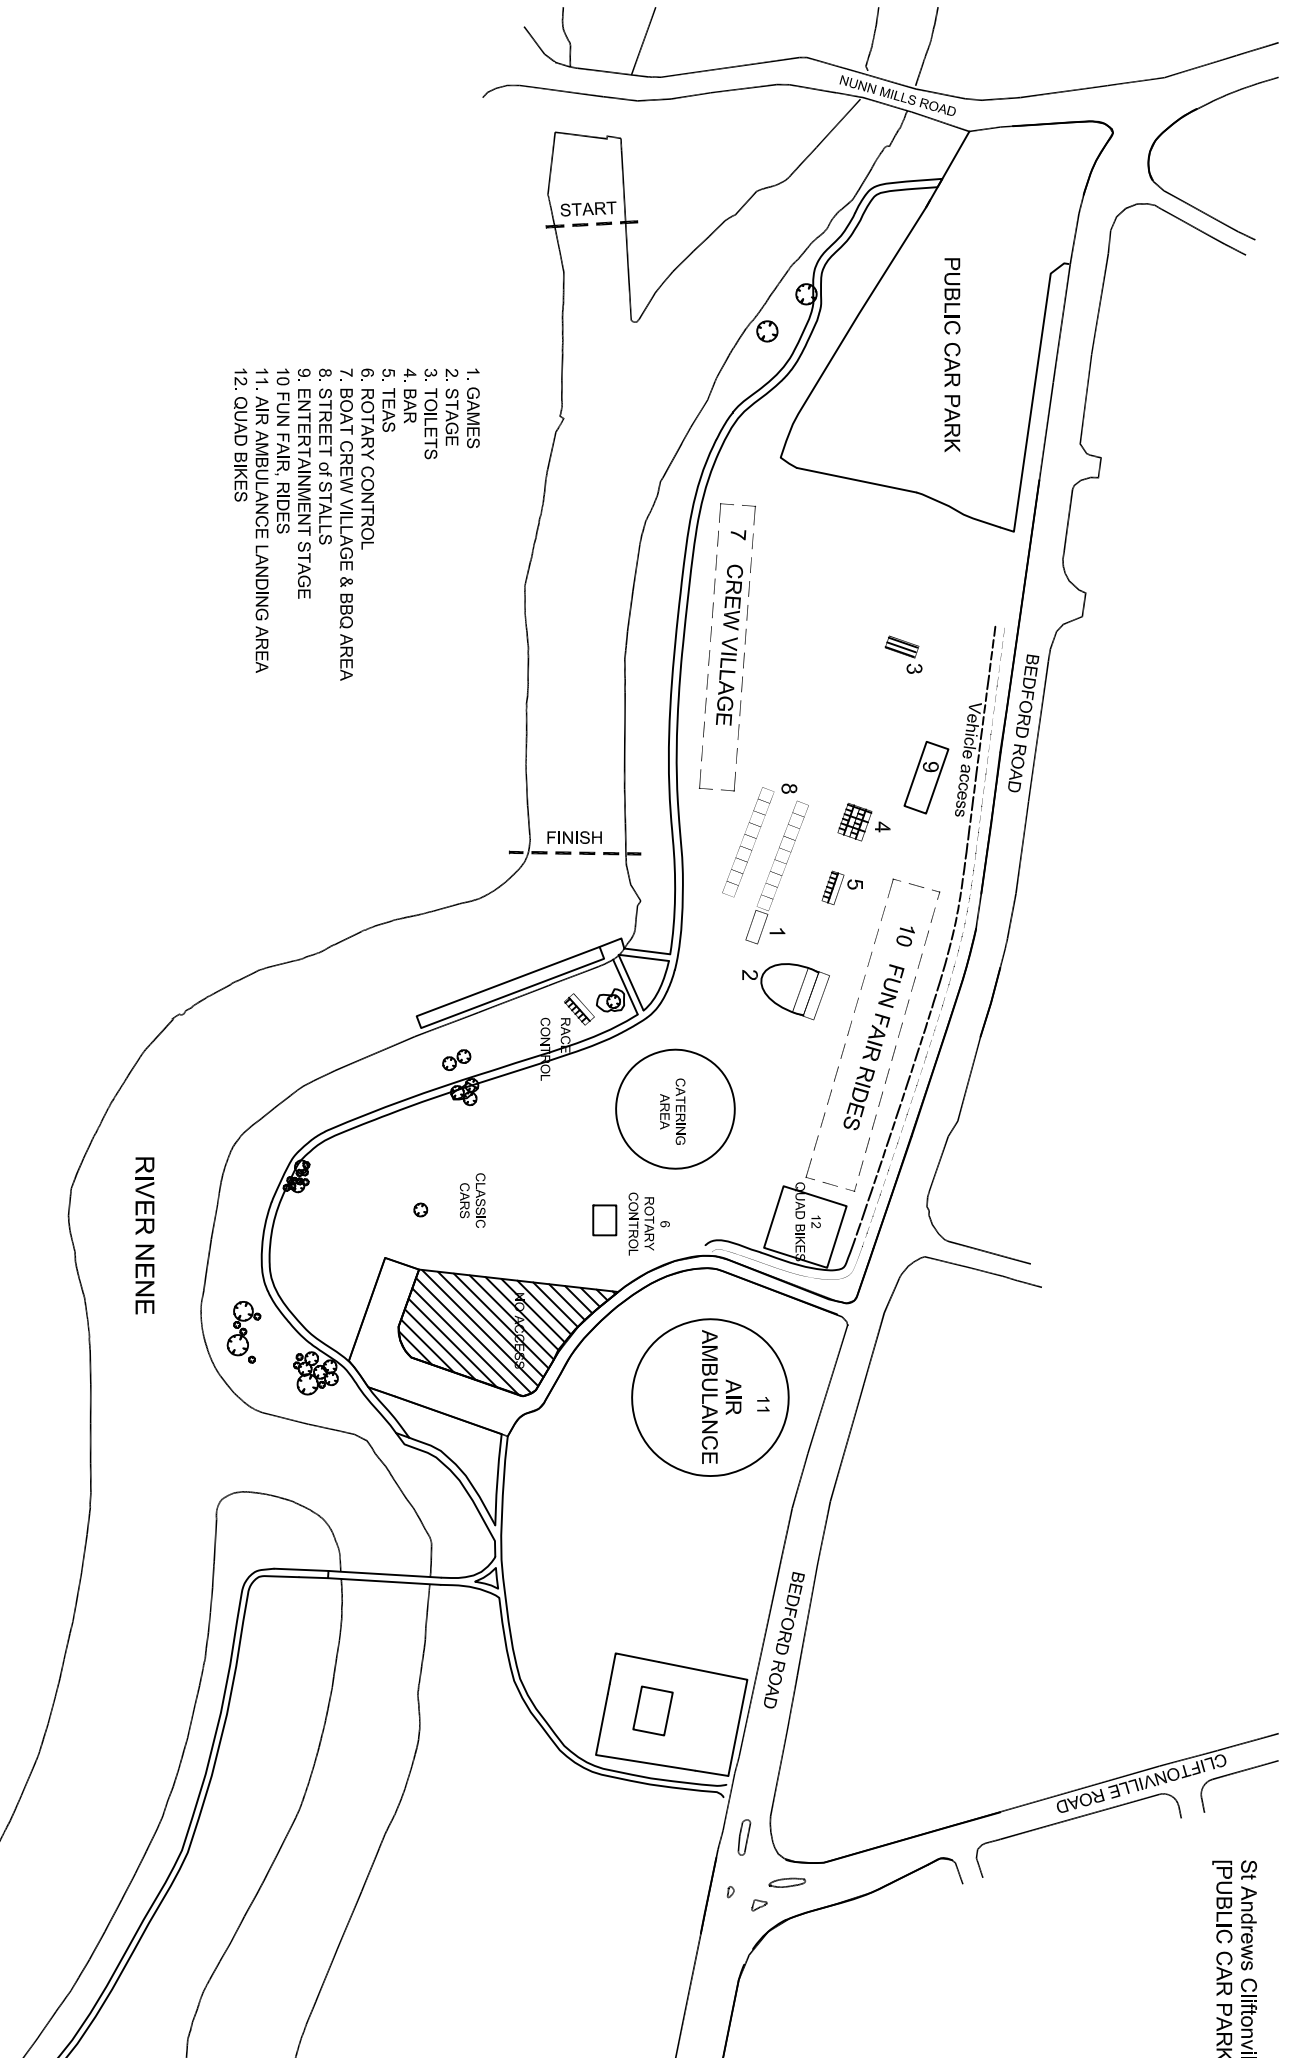 NUNN MILLS ROAD
START
PUBLIC CAR PARK
1. GAMES
2. STAGE
3. TOILETS
4. BAR
5. TEAS
6. ROTARY CONTROL
7. BOAT CREW VILLAGE & BBQ AREA
8. STREET of STALLS
9. ENTERTAINMENT STAGE
10 FUN FAIR, RIDES
11. AIR AMBULANCE LANDING AREA
12. QUAD BIKES
7 CREW VILLAGE
3
BEDFORD ROAD
Vehicle access
9
8
4
5
1
2
FINISH
10 FUN FAIR RIDES
RACE
CONTROL
CATERING
AREA
CLASSIC
CARS
6
ROTARY
CONTROL
12
QUAD BIKES
RIVER NENE
NO ACCESS
11
AIR
AMBULANCE
BEDFORD ROAD
CLIFTONVILLE ROAD
St Andrews Cliftonvil
[PUBLIC CAR PARK